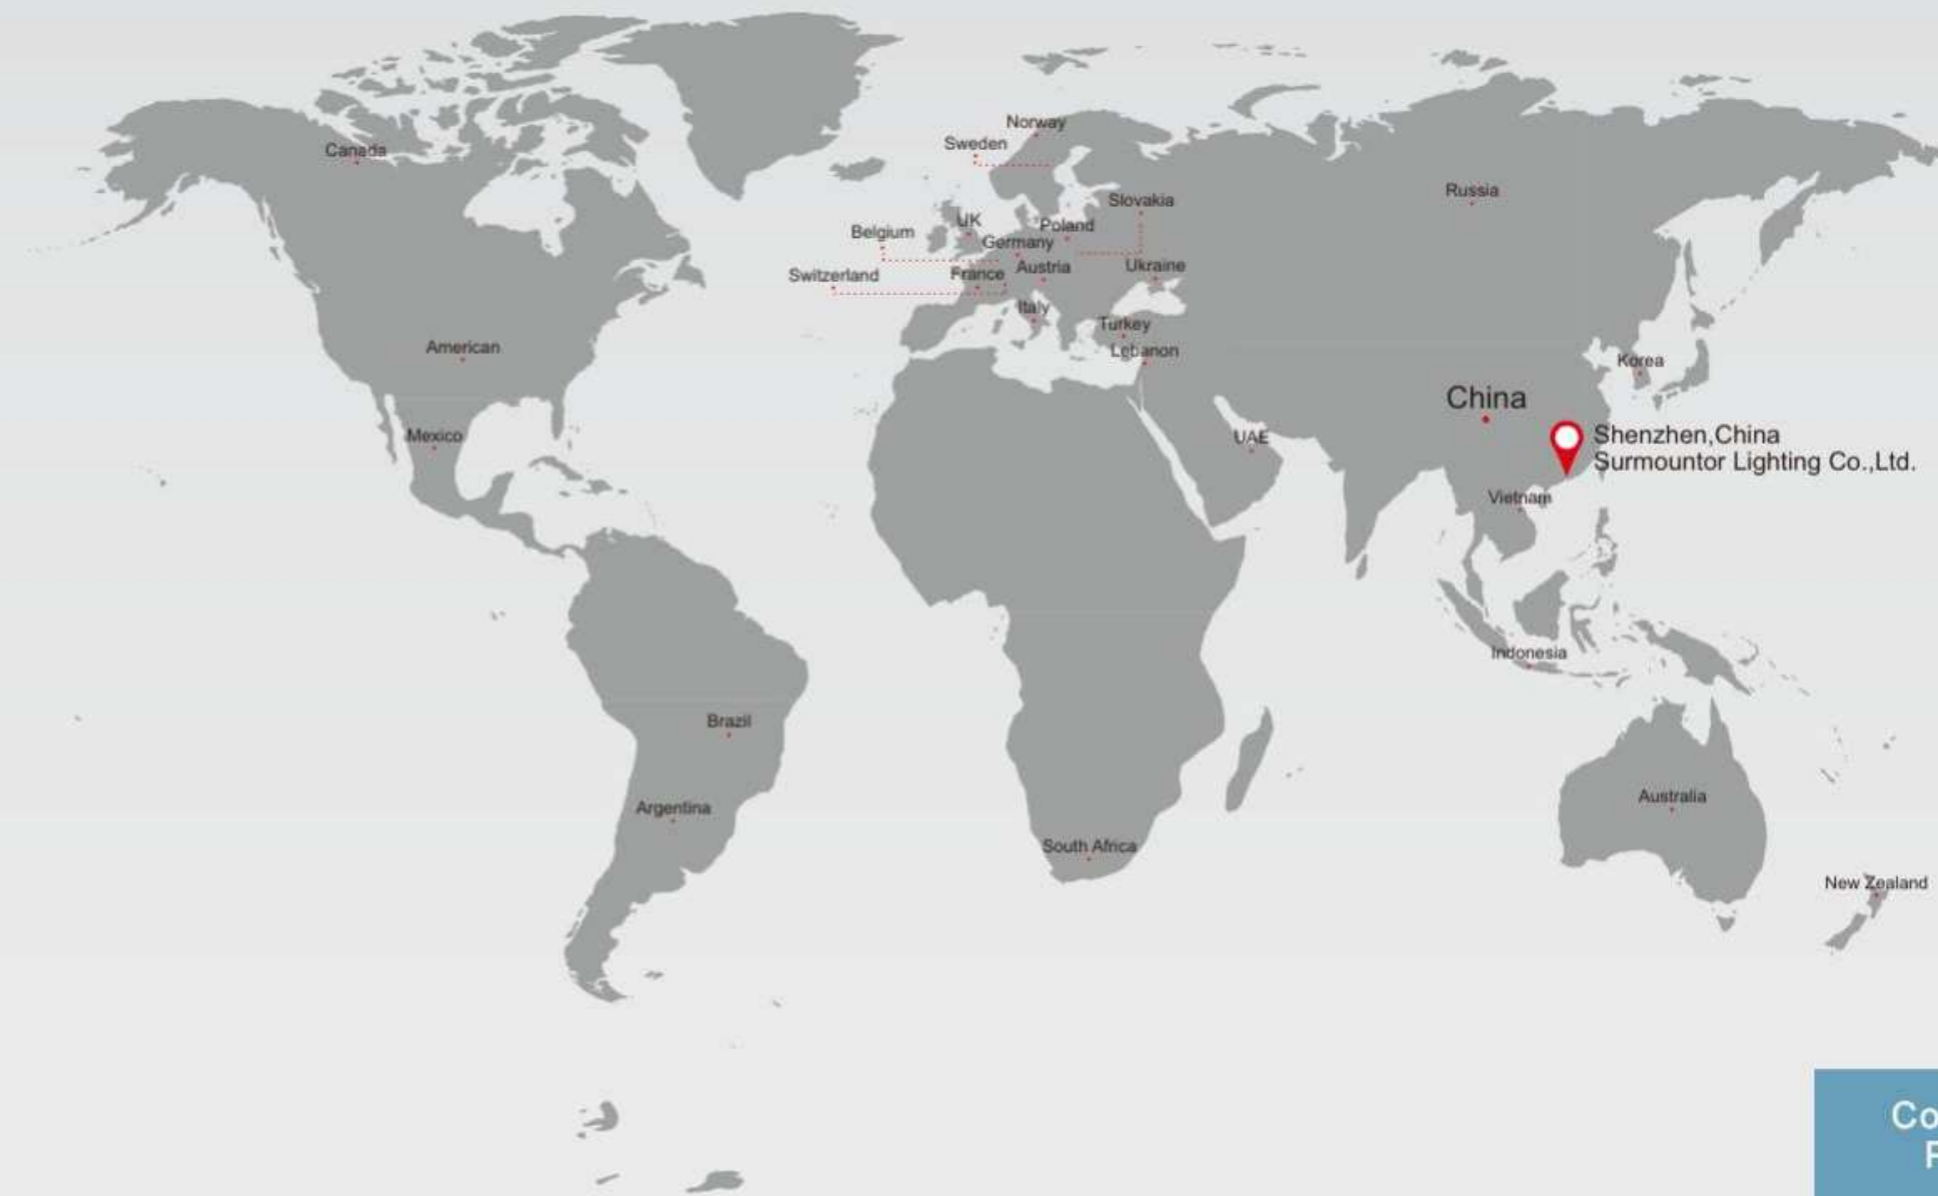 Norway
Sweden
Canada
Russia
Slovakia
UK
Poland
Belgium
Germany
Ukraine
Austria
France
Switzerland
Italy
Turkey
American
Lebanon
Korea
China
Shenzhen,China
Mexico
UAE
Surmountor Lighting Co.,Ltd.
Vietnam
Indonesia
Brazil
Australia
Argentina
South Africa
New Zealand
Co